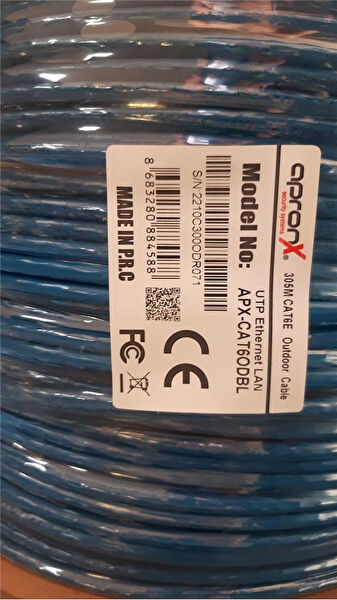 apronX®
security systems
305M CAT6E Outdoor Cable
UTP Ethernet LAN
Model No: APX-CAT6ODBL
S/N:2210C300ODR071
8 683280 884588
MADE IN P.R.C
FC
CE